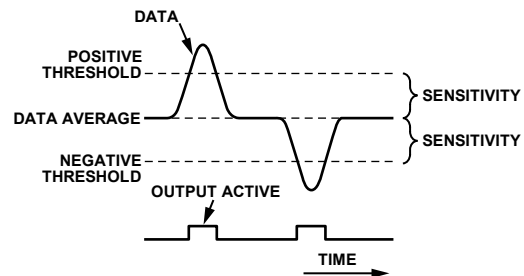 DATA
POSITIVE
THRESHOLD
SENSITIVITY
DATA AVERAGE
SENSITIVITY
NEGATIVE
THRESHOLD
OUTPUT ACTIVE
TIME